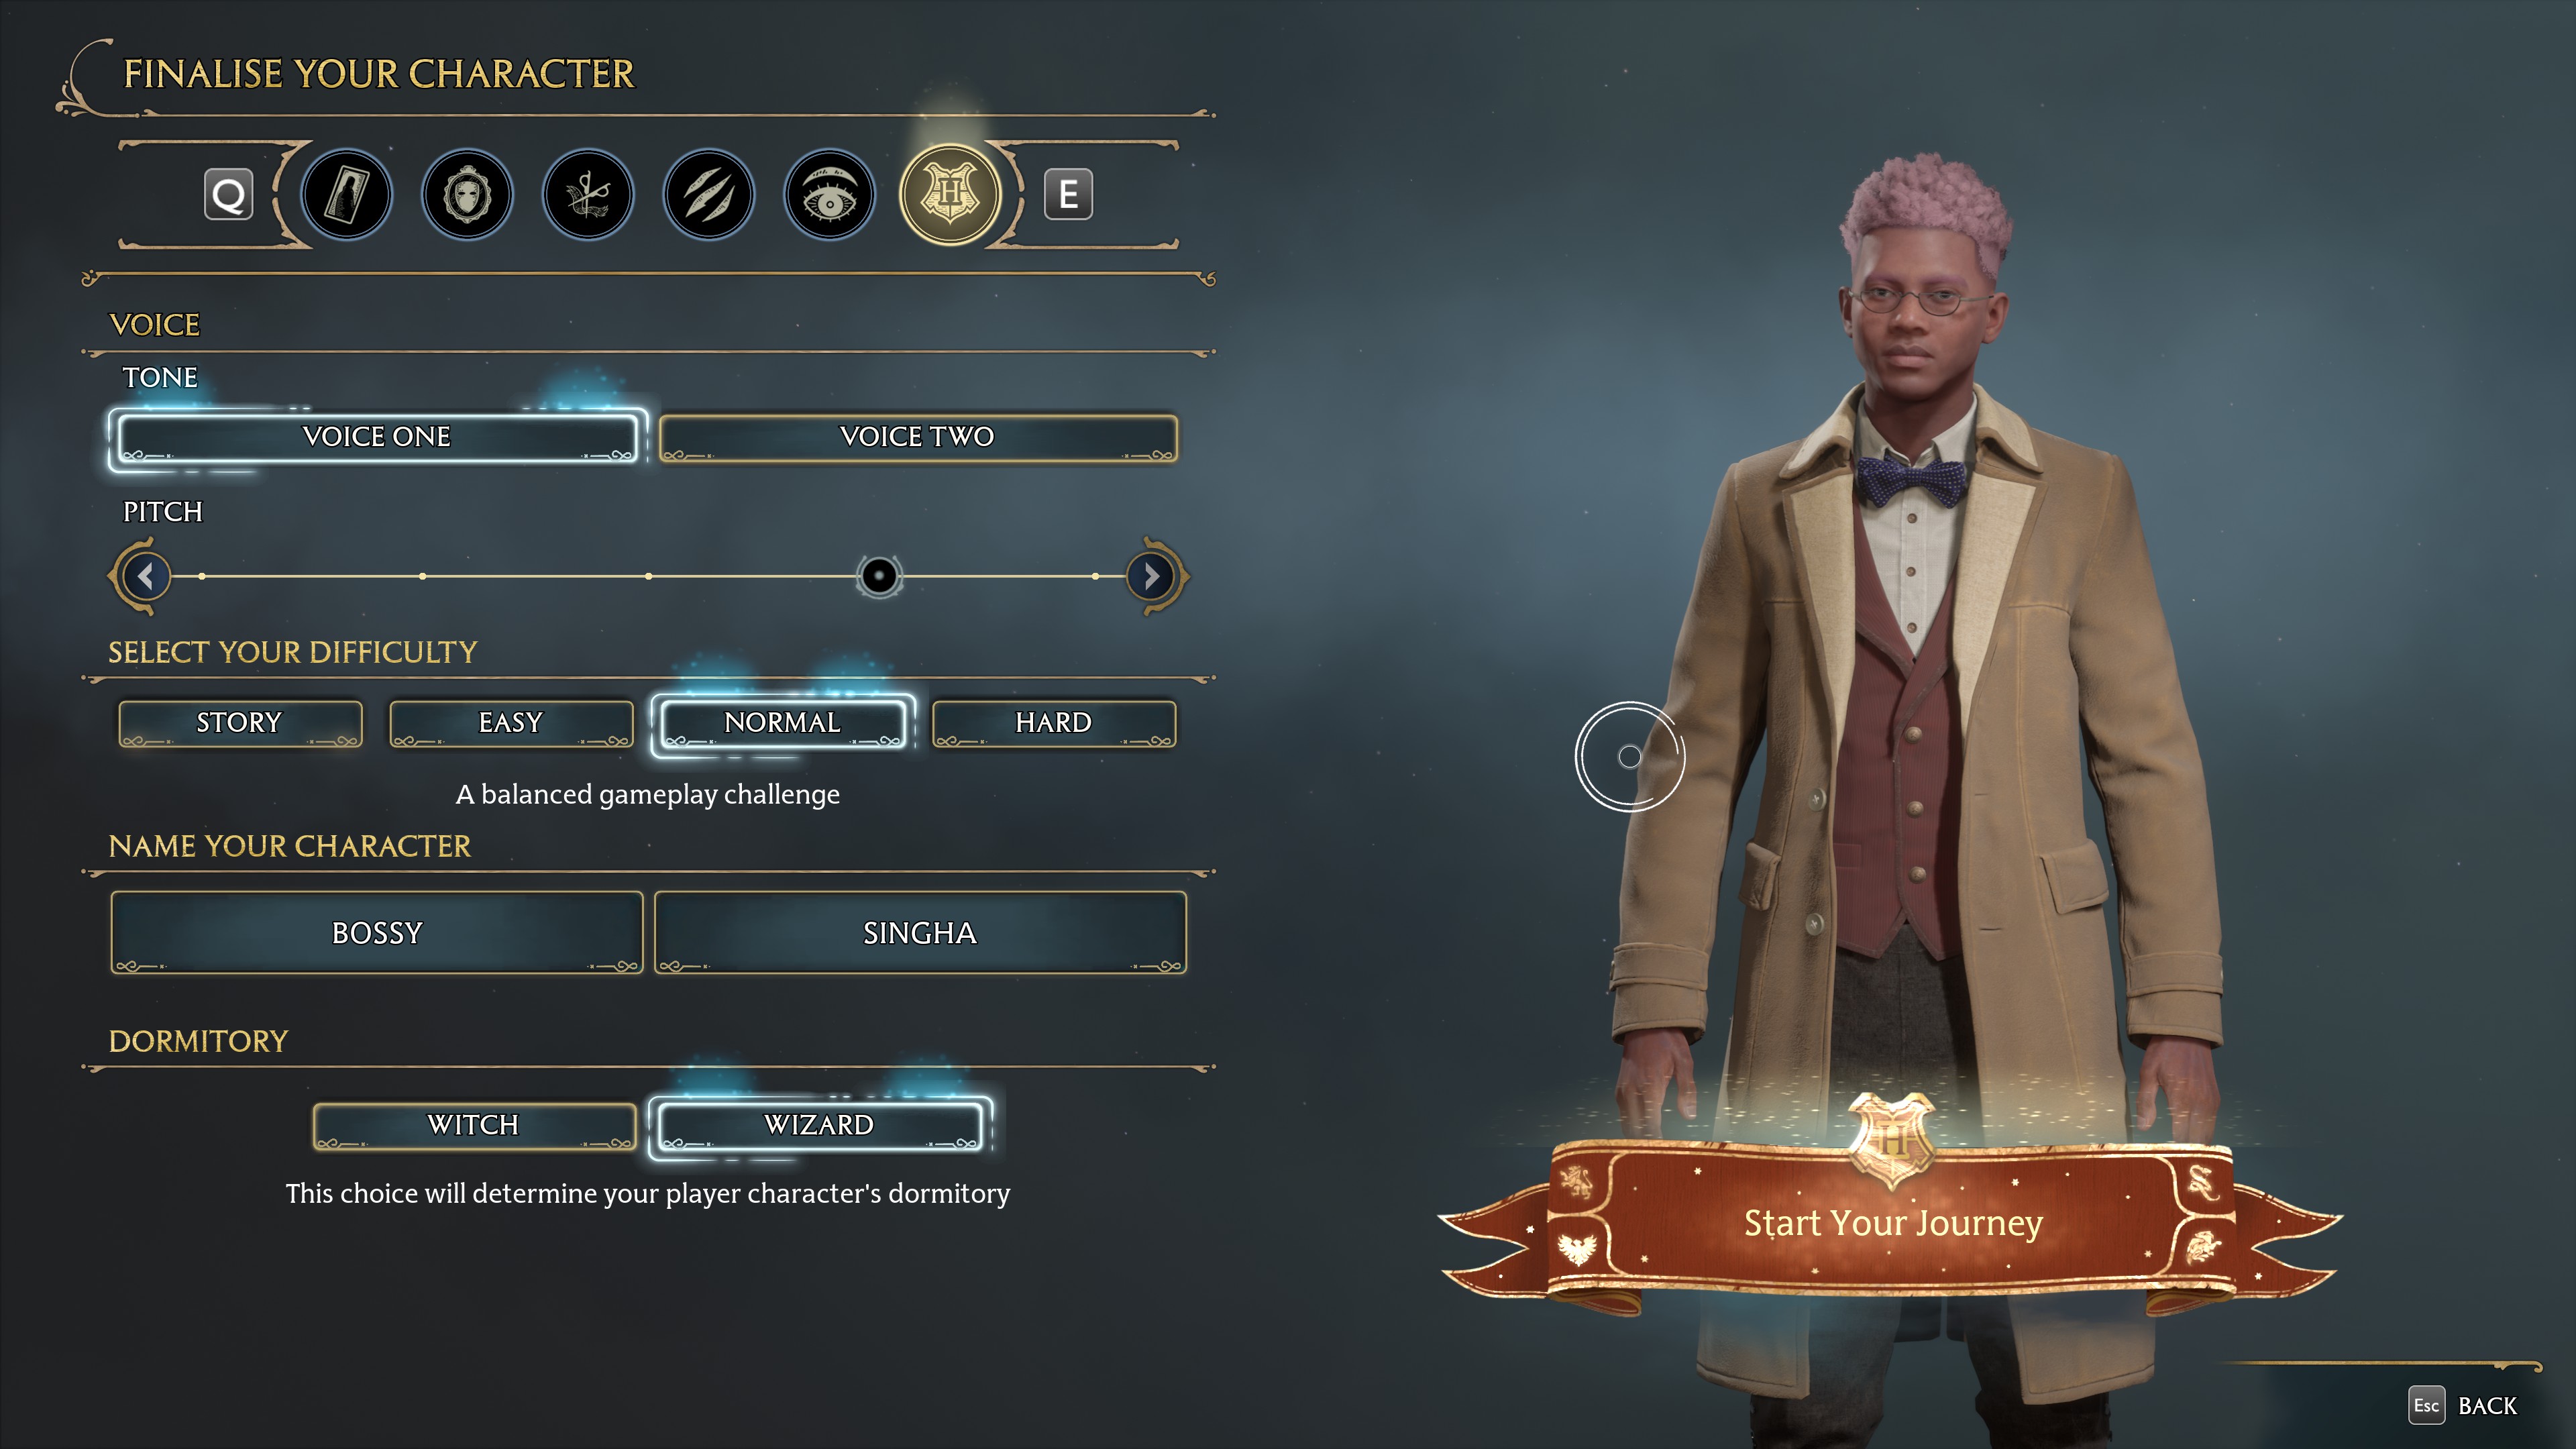 FINALISE YOUR CHARACTER
Q
H
E
VOICE
TONE
VOICE ONE
VOICE TWO
PITCH
SELECT YOUR DIFFICULTY
STORY
EASY
NORMAL
HARD
A balanced gameplay challenge
NAME YOUR CHARACTER
BOSSY
SINGHA
DORMITORY
WITCH
WIZARD
This choice will determine your player character's dormitory
H
Start Your Journey
Esc BACK